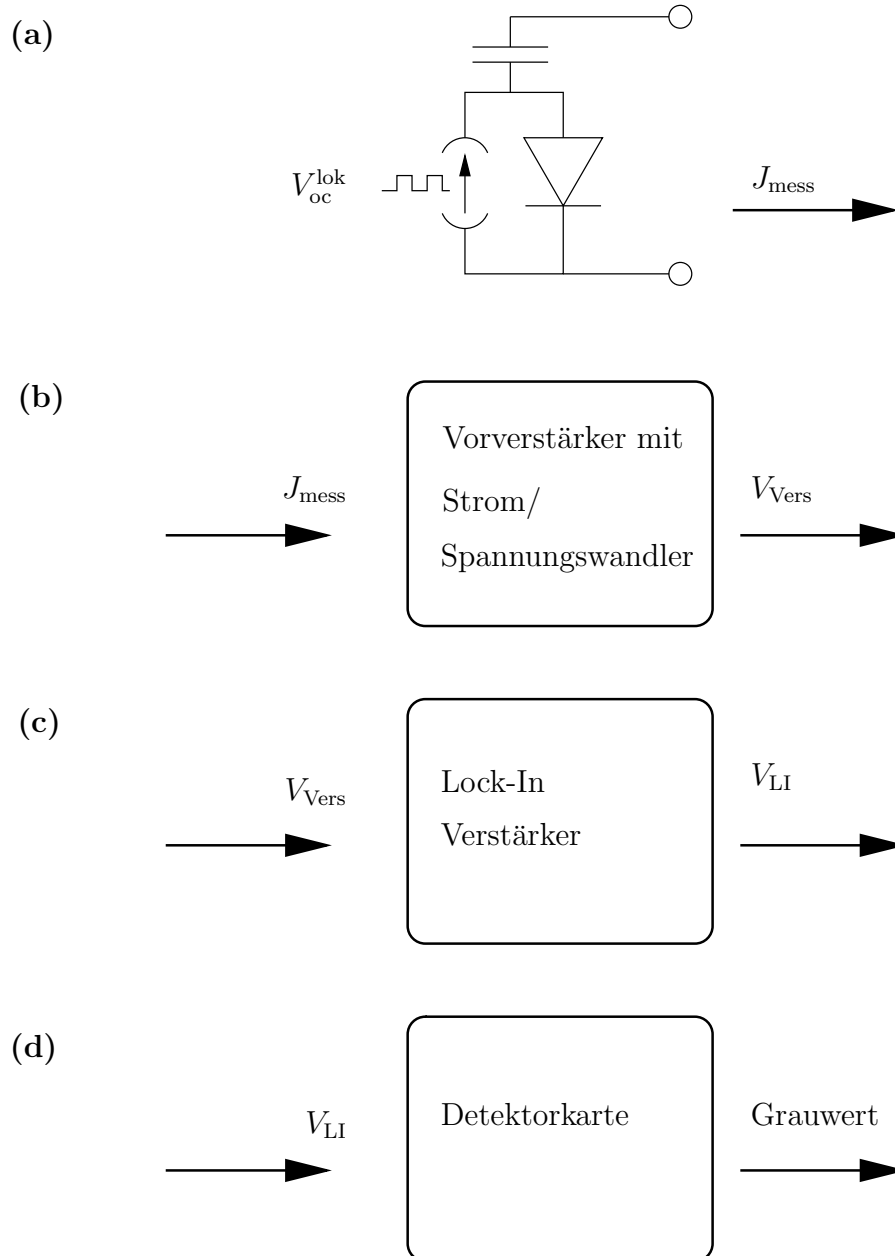 (a)
V_oc^lok
J_mess
(b)
J_mess
Vorverstärker mit
Strom/
Spannungswandler
V_Vers
(c)
V_Vers
Lock-In
Verstärker
V_LI
(d)
V_LI
Detektorkarte
Grauwert